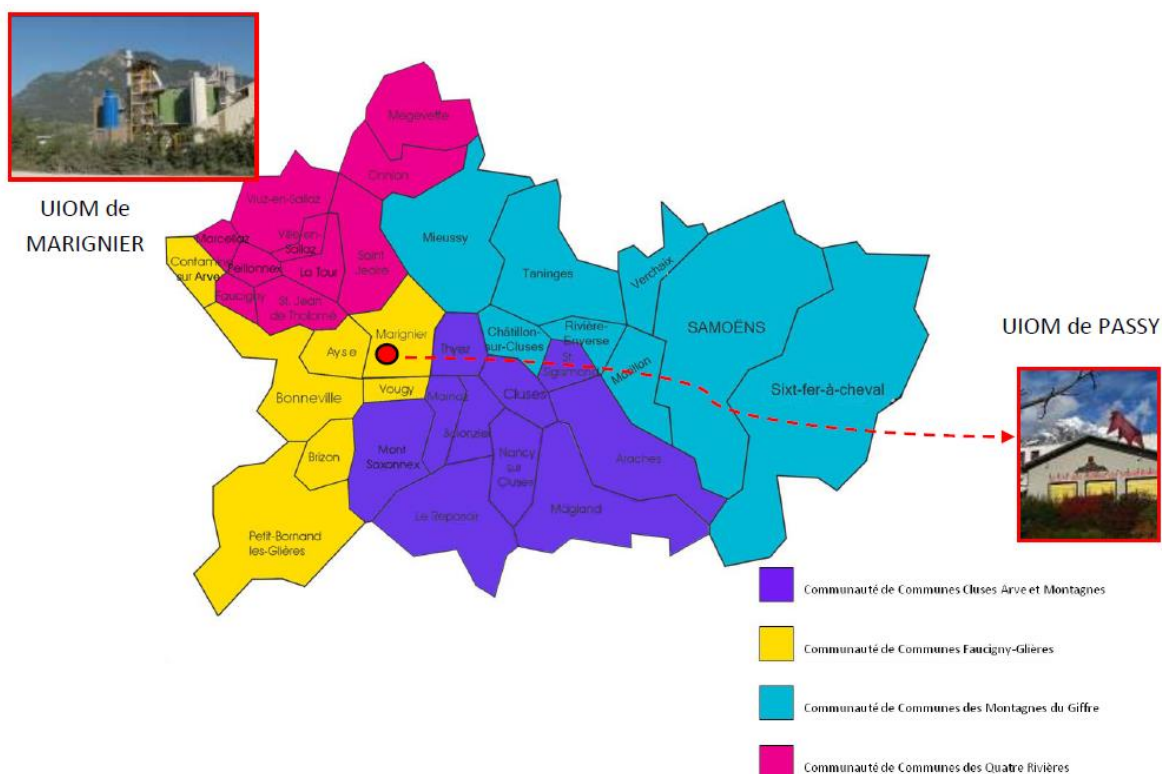 UIOM de
MARIGNIER
Mégevette
Onnion
Viuz-en-Sallaz
Ville-en-
Sallaz
Saint
Jeoire
Marcellaz
Contamine
sur Arve
Peillonnex
La Tour
Faucigny
St. Jean
de Tholomé
Mieussy
Taninges
Verchaix
SAMOËNS
Marignier
Ayse
Thyez
Châtillon-
sur-Cluses
Rivière-
Enverse
St
Sigismond
Morillon
Sixt-fer-à-cheval
UIOM de PASSY
Bonneville
Vougy
Marnaz
Cluses
Scionzier
Brizon
Mont
Saxonnex
Nancy
sur
Cluses
Araches
Le Reposoir
Magland
Petit-Bornand
les-Glières
Communauté de Communes Cluses Arve et Montagnes
Communauté de Communes Faucigny-Glières
Communauté de Communes des Montagnes du Giffre
Communauté de Communes des Quatre Rivières